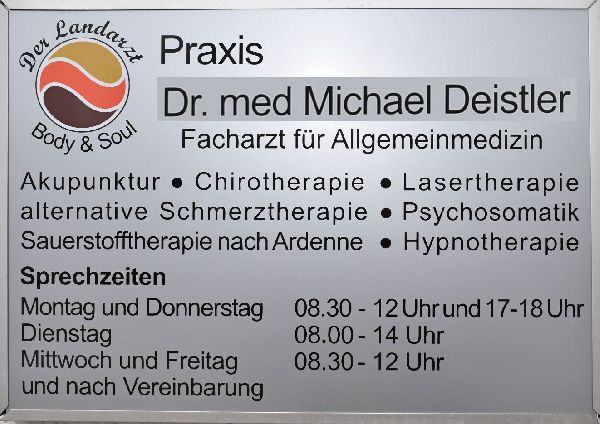 Der Landarzt
Body & Soul
Praxis
Dr. med Michael Deistler
Facharzt für Allgemeinmedizin
Akupunktur ● Chirotherapie ● Lasertherapie
alternative Schmerztherapie ● Psychosomatik
Sauerstofftherapie nach Ardenne ● Hypnotherapie
Sprechzeiten
Montag und Donnerstag 08.30 - 12 Uhr und 17-18 Uhr
Dienstag 08.00 - 14 Uhr
Mittwoch und Freitag 08.30 - 12 Uhr
und nach Vereinbarung